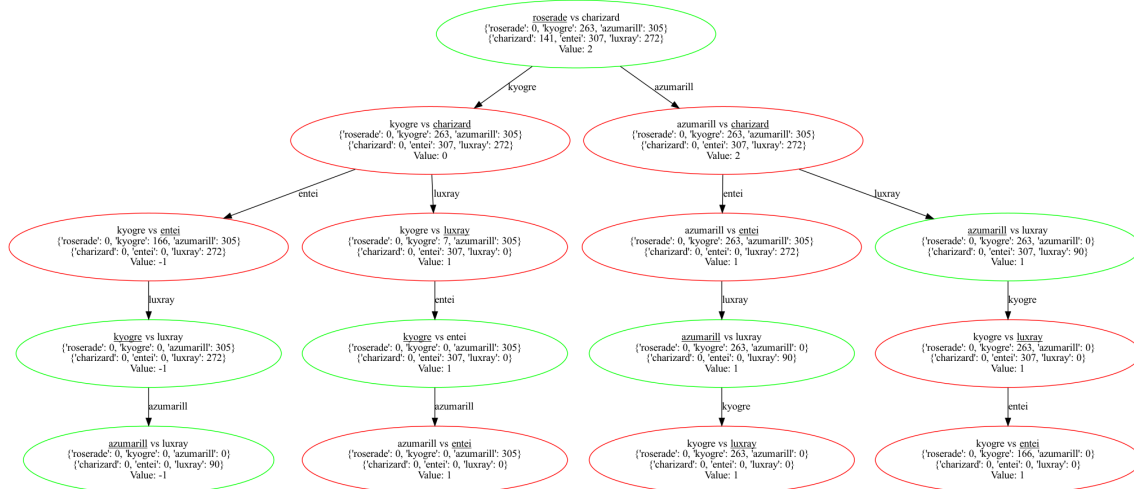 roserade vs charizard
{'roserade': 0, 'kyogre': 263, 'azumarill': 305}
{'charizard': 141, 'entei': 307, 'luxray': 272}
Value: 2
kyogre
azumarill
kyogre vs charizard
{'roserade': 0, 'kyogre': 263, 'azumarill': 305}
{'charizard': 0, 'entei': 307, 'luxray': 272}
Value: 0
azumarill vs charizard
{'roserade': 0, 'kyogre': 263, 'azumarill': 305}
{'charizard': 0, 'entei': 307, 'luxray': 272}
Value: 2
entei
luxray
entei
luxray
kyogre vs entei
{'roserade': 0, 'kyogre': 166, 'azumarill': 305}
{'charizard': 0, 'entei': 0, 'luxray': 272}
Value: -1
kyogre vs luxray
{'roserade': 0, 'kyogre': 7, 'azumarill': 305}
{'charizard': 0, 'entei': 307, 'luxray': 0}
Value: 1
azumarill vs entei
{'roserade': 0, 'kyogre': 263, 'azumarill': 305}
{'charizard': 0, 'entei': 0, 'luxray': 272}
Value: 1
azumarill vs luxray
{'roserade': 0, 'kyogre': 263, 'azumarill': 0}
{'charizard': 0, 'entei': 307, 'luxray': 90}
Value: 1
luxray
entei
luxray
kyogre
kyogre vs luxray
{'roserade': 0, 'kyogre': 0, 'azumarill': 305}
{'charizard': 0, 'entei': 0, 'luxray': 272}
Value: -1
kyogre vs entei
{'roserade': 0, 'kyogre': 0, 'azumarill': 305}
{'charizard': 0, 'entei': 307, 'luxray': 0}
Value: 1
azumarill vs luxray
{'roserade': 0, 'kyogre': 263, 'azumarill': 0}
{'charizard': 0, 'entei': 0, 'luxray': 90}
Value: 1
kyogre vs luxray
{'roserade': 0, 'kyogre': 263, 'azumarill': 0}
{'charizard': 0, 'entei': 307, 'luxray': 0}
Value: 1
azumarill
azumarill
kyogre
entei
azumarill vs luxray
{'roserade': 0, 'kyogre': 0, 'azumarill': 0}
{'charizard': 0, 'entei': 0, 'luxray': 90}
Value: -1
azumarill vs entei
{'roserade': 0, 'kyogre': 0, 'azumarill': 305}
{'charizard': 0, 'entei': 0, 'luxray': 0}
Value: 1
kyogre vs luxray
{'roserade': 0, 'kyogre': 263, 'azumarill': 0}
{'charizard': 0, 'entei': 0, 'luxray': 0}
Value: 1
kyogre vs entei
{'roserade': 0, 'kyogre': 166, 'azumarill': 0}
{'charizard': 0, 'entei': 0, 'luxray': 0}
Value: 1